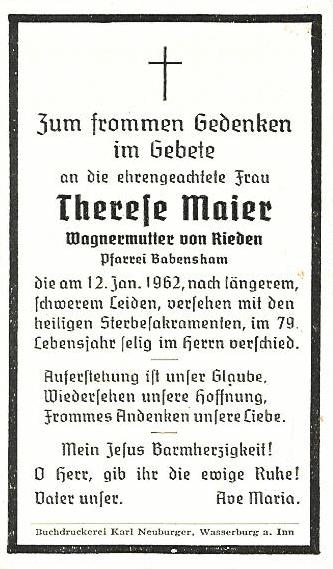 Zum frommen Gedenken
im Gebete
an die ehrengeachtete Frau
Therese Maier
Wagnermutter von Rieden
Pfarrei Babensham
die am 12. Jan. 1962, nach längerem,
schwerem Leiden, versehen mit den
heiligen Sterbesakramenten, im 79.
Lebensjahr selig im Herrn verschied.
Auferstehung ist unser Glaube,
Wiedersehen unsere Hoffnung,
Frommes Andenken unsere Liebe.
Mein Jesus Barmherzigkeit!
O Herr, gib ihr die ewige Ruhe!
Vater unser. Ave Maria.
Buchdruckerei Karl Neuburger, Wasserburg a. Inn